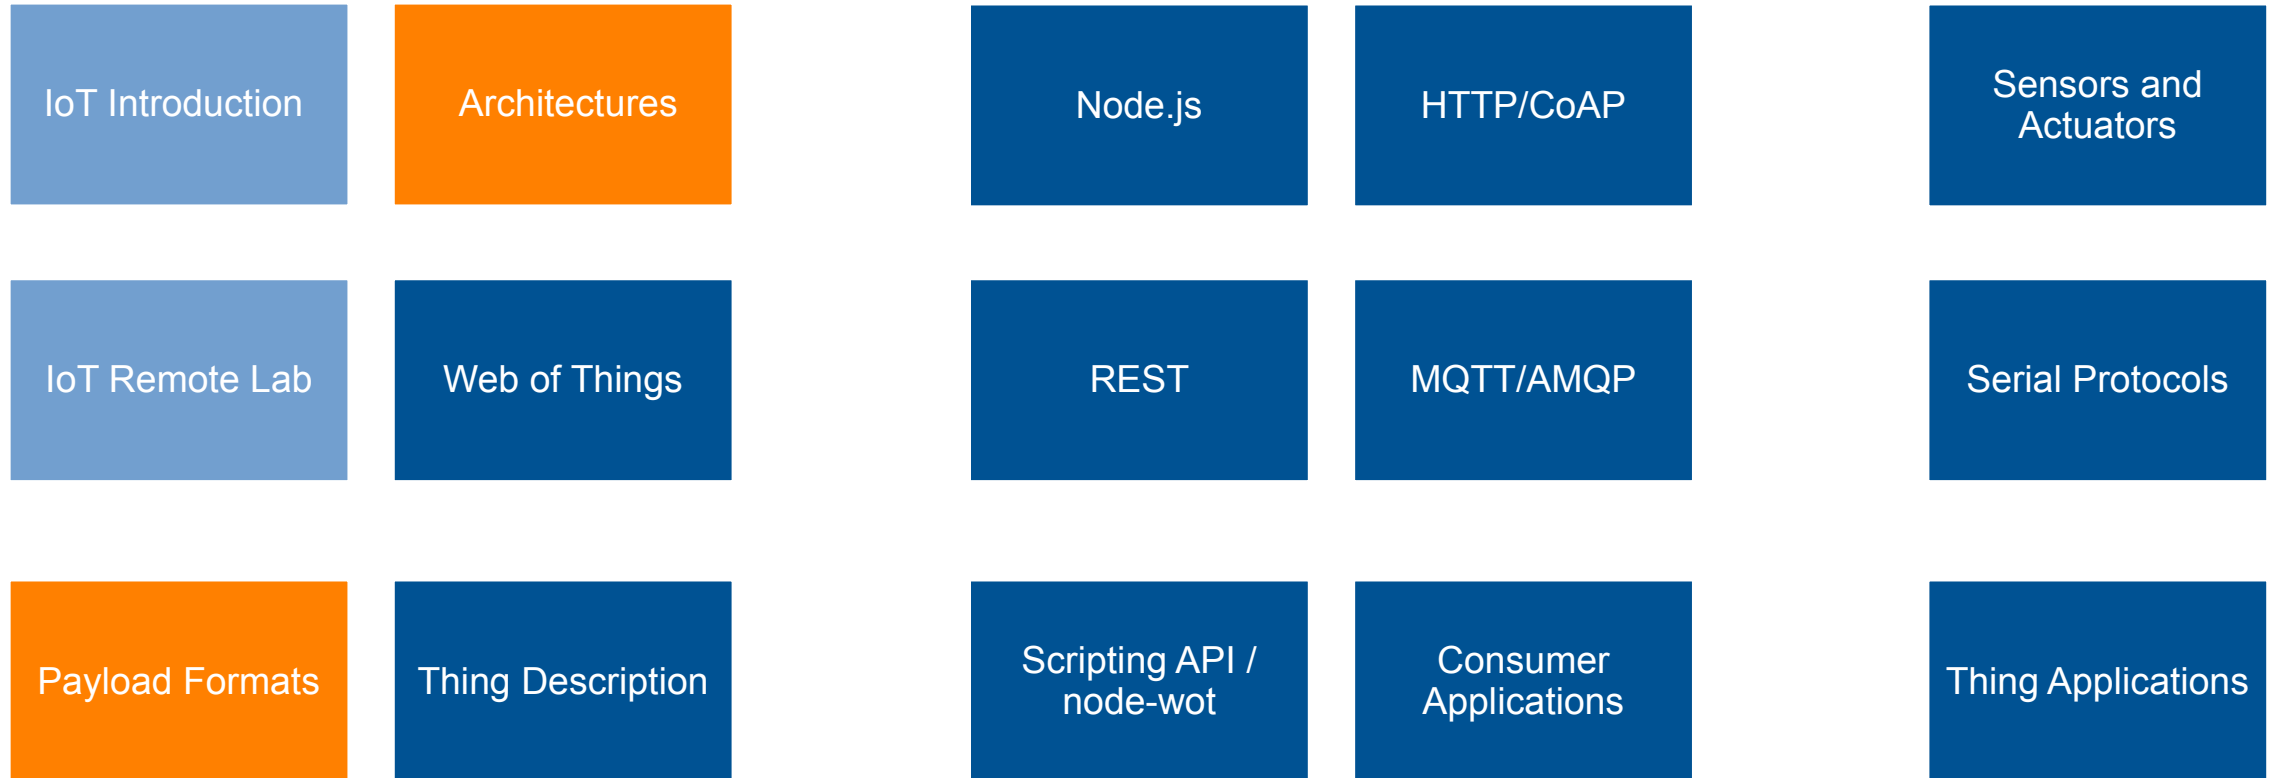 IoT Introduction
Architectures
Node.js
HTTP/CoAP
Sensors and
Actuators
IoT Remote Lab
Web of Things
REST
MQTT/AMQP
Serial Protocols
Payload Formats
Thing Description
Scripting API /
node-wot
Consumer
Applications
Thing Applications